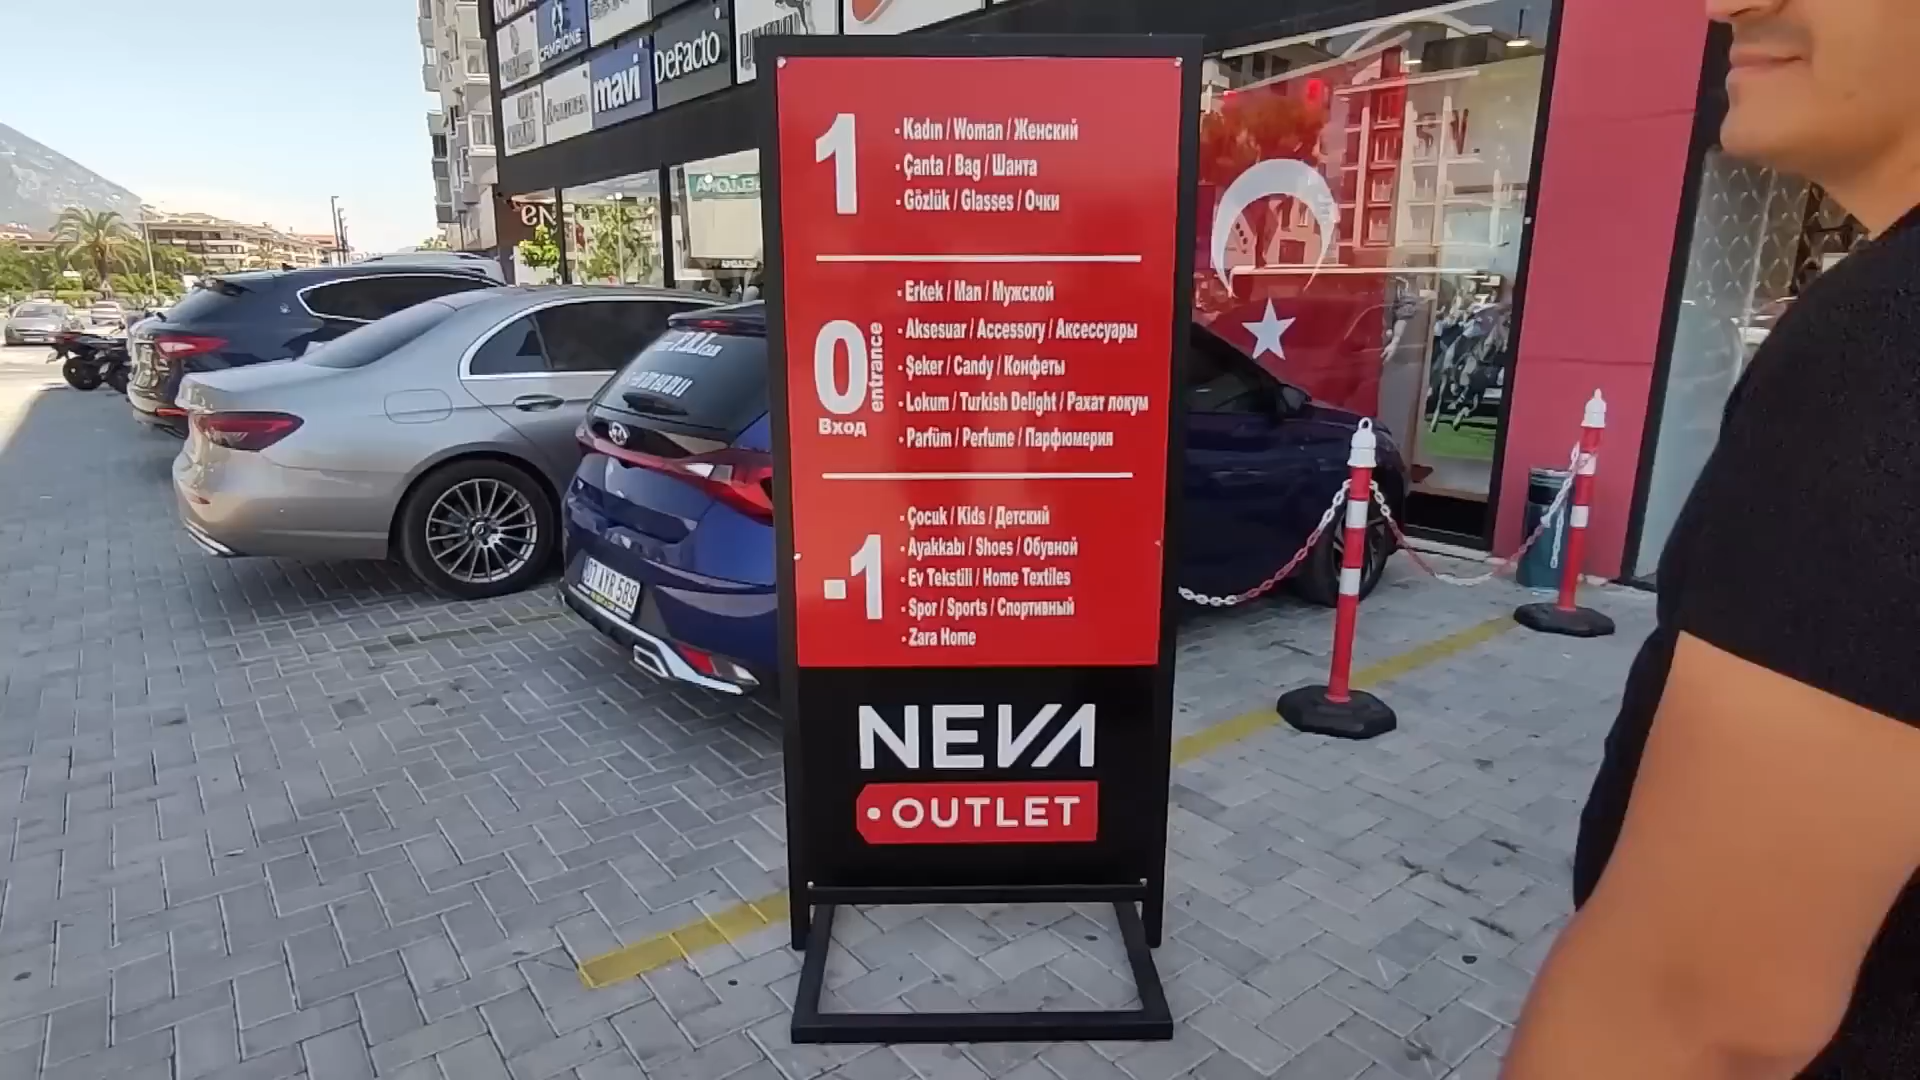 CAMPIONE
mavi
DeFacto
1
· Kadın / Woman / Женский
· Çanta / Bag / Шанта
· Gözlük / Glasses / Очки
0
entrance
Вход
· Erkek / Man / Мужской
· Aksesuar / Accessory / Аксессуары
· Şeker / Candy / Конфеты
· Lokum / Turkish Delight / Рахат локум
· Parfüm / Perfume / Парфюмерия
-1
· Çocuk / Kids / Детский
· Ayakkabı / Shoes / Обувной
· Ev Tekstili / Home Textiles
· Spor / Sports / Спортивный
· Zara Home
NEVA
OUTLET